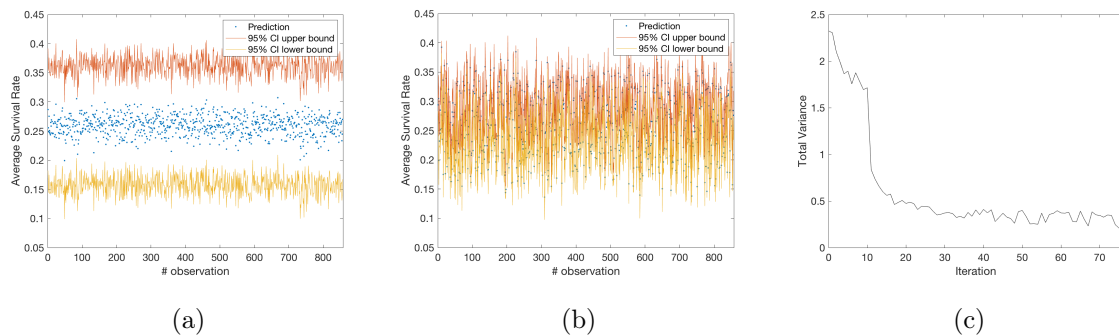 0.45
0.4
0.35
0.3
0.25
0.2
0.15
0.1
0.05
Average Survival Rate
Prediction
95% CI upper bound
95% CI lower bound
0 100 200 300 400 500 600 700 800
# observation
(a)
0.45
0.4
0.35
0.3
0.25
0.2
0.15
0.1
0.05
Average Survival Rate
Prediction
95% CI upper bound
95% CI lower bound
0 100 200 300 400 500 600 700 800
# observation
(b)
2.5
2
1.5
1
0.5
0
Total Variance
0 10 20 30 40 50 60 70
Iteration
(c)